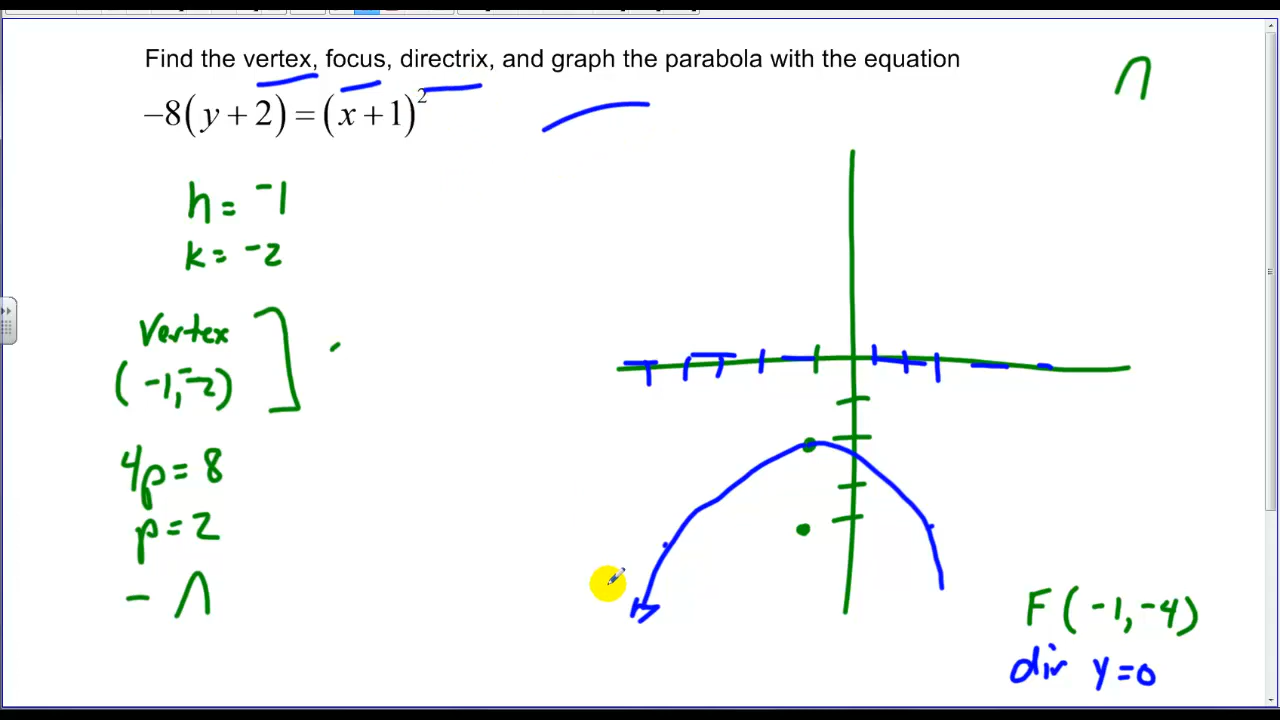 Find the vertex, focus, directrix, and graph the parabola with the equation
−8(y + 2) = (x + 1)²
h = -1
k = -2
Vertex
(-1, -2)
4p = 8
p = 2
-
F (-1, -4)
dir y = 0